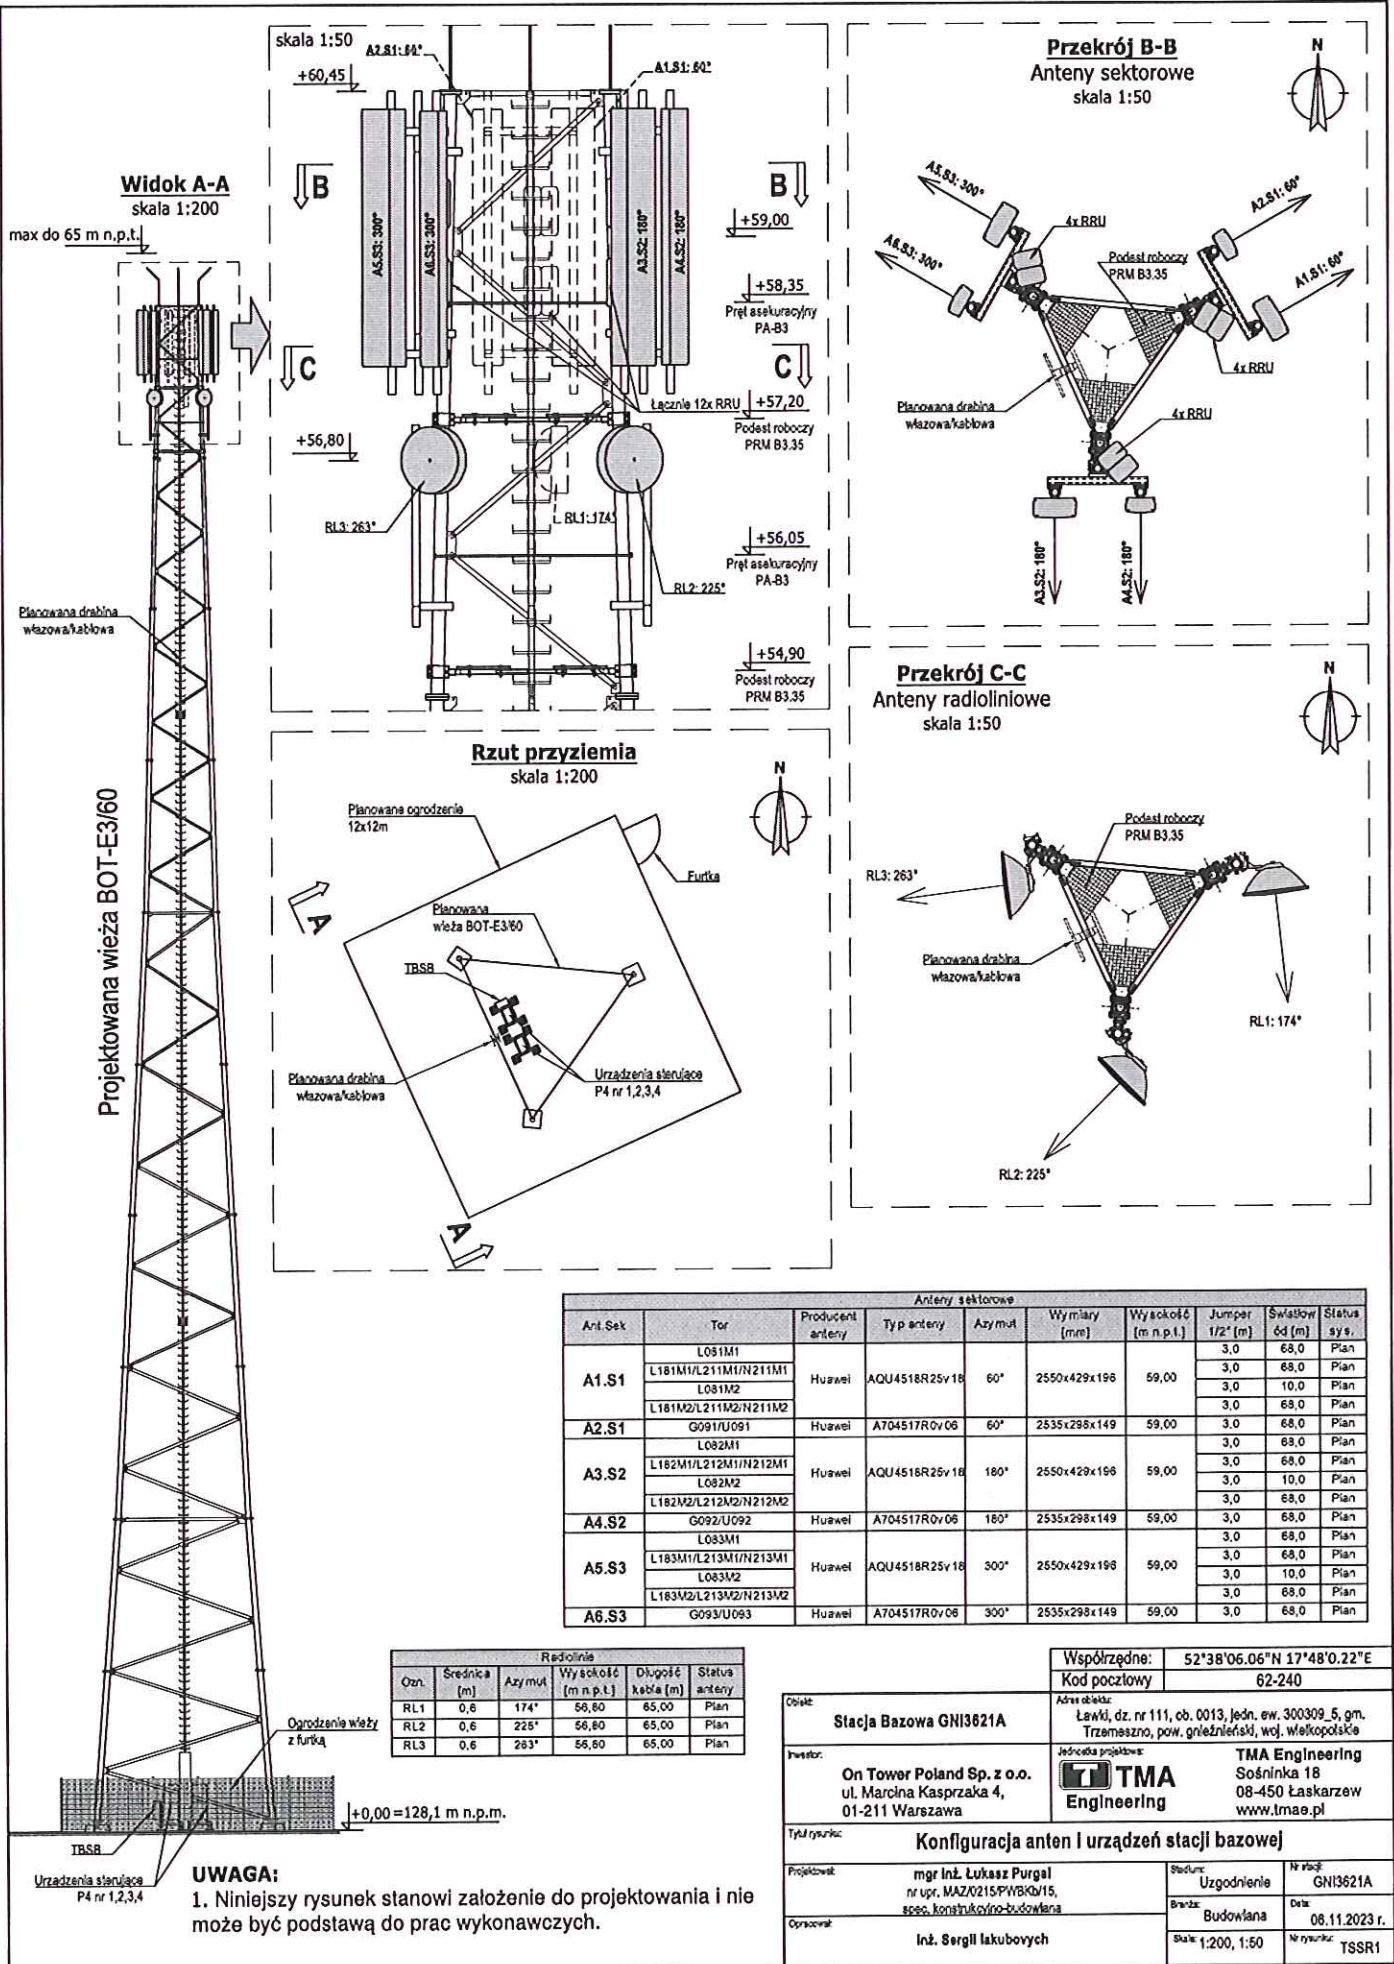 skala 1:50
A2.S1: 60°
A1.S1: 60°
+60,45
B
B
A5.S3: 300°
A6.S3: 300°
A3.S2: 180°
A4.S2: 180°
+59,00
+58,35
Pręt asekuracyjny
PA-B3
C
C
Łącznie 12x RRU
+57,20
Podest roboczy
PRM B3.35
+56,80
RL3: 263°
RL1: 174°
RL2: 225°
+56,05
Pręt asekuracyjny
PA-B3
+54,90
Podest roboczy
PRM B3.35
Widok A-A
skala 1:200
max do 65 m n.p.t.
Planowana drabina
włazowa/kablowa
Projektowana wieża BOT-E3/60
Ogrodzenie wieży
z furtką
+0,00=128,1 m n.p.m.
TBSB
Urządzenia sterujące
P4 nr 1,2,3,4
Przekrój B-B
Anteny sektorowe
skala 1:50
N
A5.S3: 300°
A6.S3: 300°
A2.S1: 60°
A1.S1: 60°
4x RRU
Podest roboczy
PRM B3.35
4x RRU
Planowana drabina
włazowa/kablowa
4x RRU
A3.S2: 180°
A4.S2: 180°
Przekrój C-C
Anteny radioliniowe
skala 1:50
N
Podest roboczy
PRM B3.35
RL3: 263°
Planowana drabina
włazowa/kablowa
RL1: 174°
RL2: 225°
Rzut przyziemia
skala 1:200
N
Planowane ogrodzenie
12x12m
Furtka
A
Planowana
wieża BOT-E3/60
TBSB
Planowana drabina
włazowa/kablowa
Urządzenia sterujące
P4 nr 1,2,3,4
A
Anteny sektorowe
Ant.Sek Tor Producent anteny Typ anteny Azymut Wymiary [mm] Wysokość [m n.p.t.] Jumper 1/2" [m] Światłowód [m] Status sys.
A1.S1 L081M1 Huawei AQU4518R25v18 60° 2550x429x196 59,00 3,0 68,0 Plan
L181M1/L211M1/N211M1 3,0 68,0 Plan
L081M2 3,0 10,0 Plan
L181M2/L211M2/N211M2 3,0 68,0 Plan
A2.S1 G091/U091 Huawei A704517R0v06 60° 2535x298x149 59,00 3,0 68,0 Plan
A3.S2 L082M1 Huawei AQU4518R25v18 180° 2550x429x196 59,00 3,0 68,0 Plan
L182M1/L212M1/N212M1 3,0 68,0 Plan
L082M2 3,0 10,0 Plan
L182M2/L212M2/N212M2 3,0 68,0 Plan
A4.S2 G092/U092 Huawei A704517R0v06 180° 2535x298x149 59,00 3,0 68,0 Plan
A5.S3 L083M1 Huawei AQU4518R25v18 300° 2550x429x196 59,00 3,0 68,0 Plan
L183M1/L213M1/N213M1 3,0 68,0 Plan
L083M2 3,0 10,0 Plan
L183M2/L213M2/N213M2 3,0 68,0 Plan
A6.S3 G093/U093 Huawei A704517R0v06 300° 2535x298x149 59,00 3,0 68,0 Plan
Radiolinie
Ozn. Średnica [m] Azymut Wysokość [m n.p.t.] Długość kabla [m] Status anteny
RL1 0,6 174° 56,80 65,00 Plan
RL2 0,6 225° 56,80 65,00 Plan
RL3 0,6 263° 56,80 65,00 Plan
UWAGA:
1. Niniejszy rysunek stanowi założenie do projektowania i nie
może być podstawą do prac wykonawczych.
Współrzędne: 52°38'06.06"N 17°48'0.22"E
Kod pocztowy 62-240
Obiekt:
Stacja Bazowa GNI3621A
Adres obiektu:
Ławki, dz. nr 111, ob. 0013, jedn. ew. 300309_5, gm.
Trzemeszno, pow. gnieźnieński, woj. wielkopolskie
Inwestor:
On Tower Poland Sp. z o.o.
ul. Marcina Kasprzaka 4,
01-211 Warszawa
Jednostka projektowa:
TMA
Engineering
TMA Engineering
Sośninka 18
08-450 Łaskarzew
www.tmae.pl
Tytuł rysunku:
Konfiguracja anten i urządzeń stacji bazowej
Projektował:
mgr inż. Łukasz Purgal
nr upr. MAZ/0215/PWBKb/15,
spec. konstrukcyjno-budowlana
Opracował:
inż. Sergii Iakubovych
Stadium:
Uzgodnienie
Nr stacji:
GNI3621A
Branża:
Budowlana
Data:
06.11.2023 r.
Skala: 1:200, 1:50
Nr rysunku: TSSR1